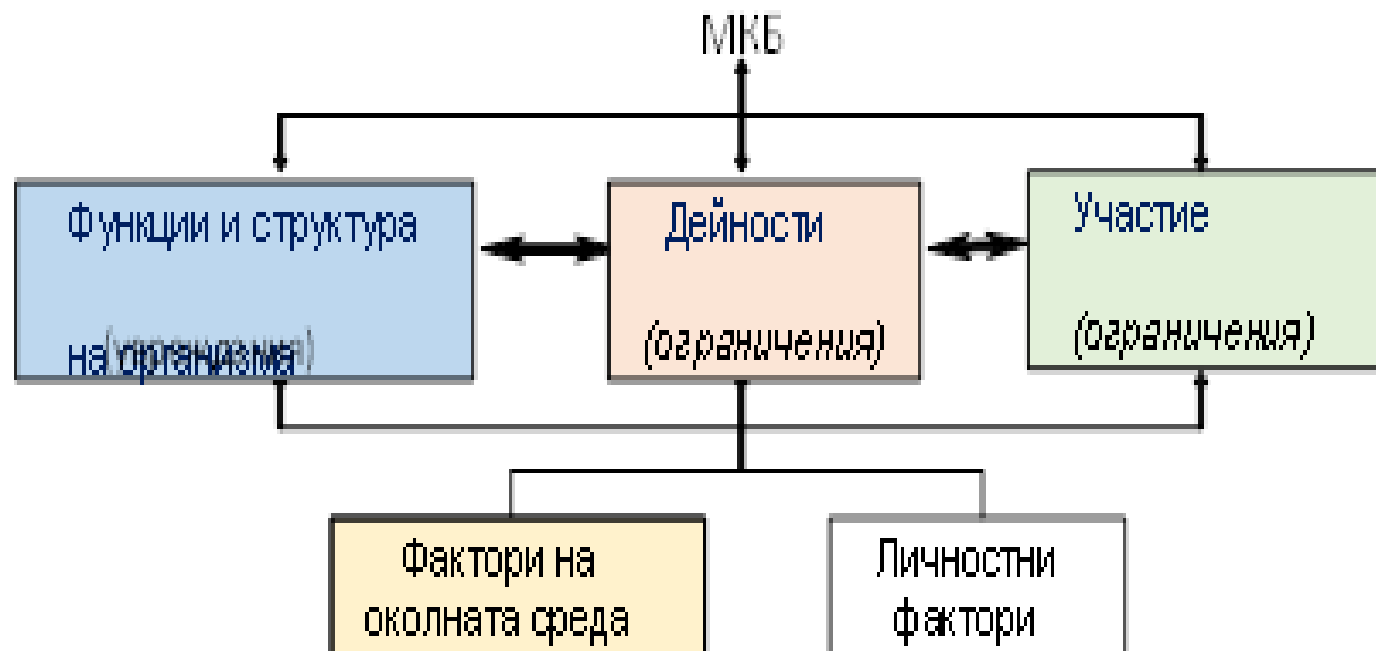 МКБ
Функции и структура
на организма
Дейности
(ограничения)
Участие
(ограничения)
Фактори на
околната среда
Личностни
фактори